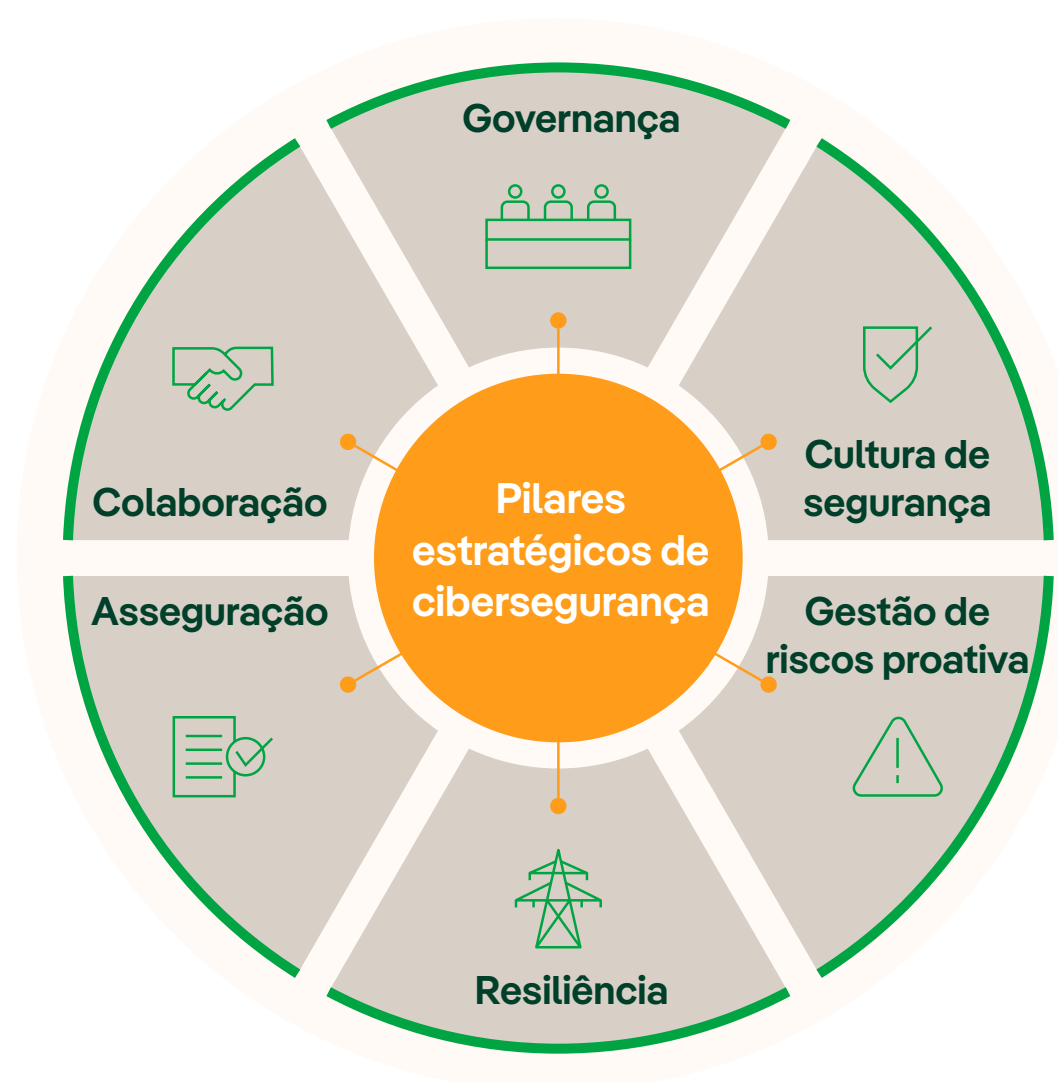 Governança
Cultura de
segurança
Gestão de
riscos proativa
Resiliência
Asseguração
Colaboração
Pilares
estratégicos de
cibersegurança